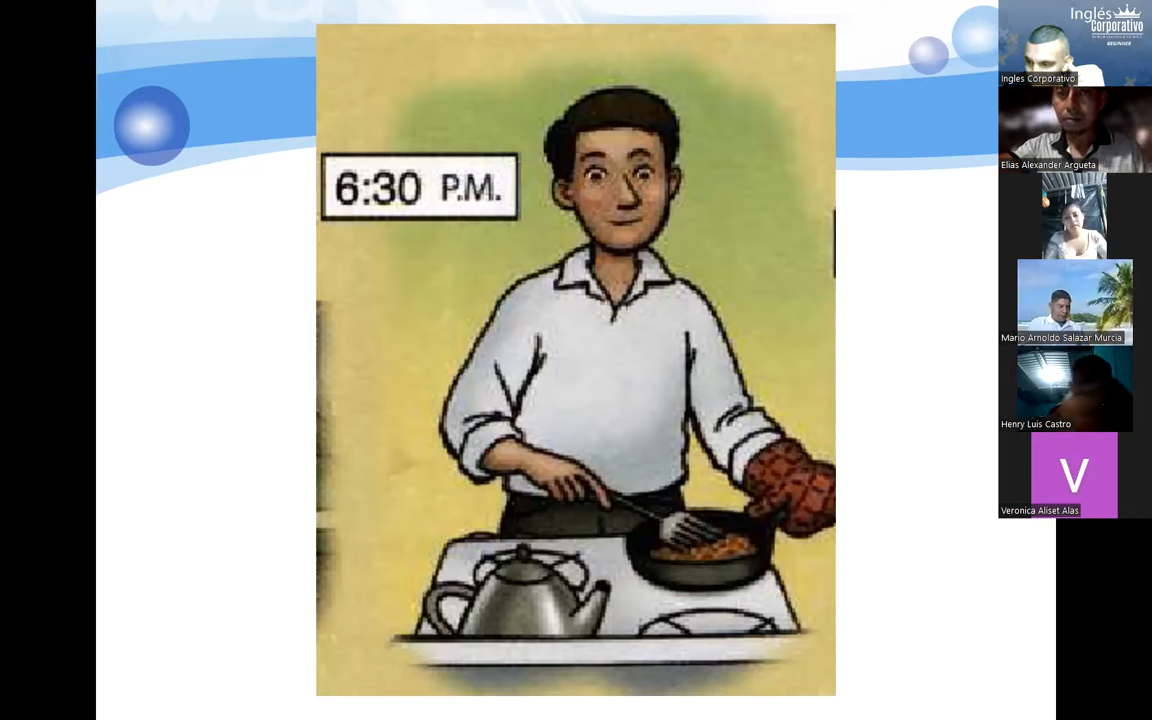 6:30 P.M.
Inglés
Corporativo
BEGINNER
Ingles Corporativo
Elias Alexander Argueta
Mario Arnoldo Salazar Murcia
Henry Luis Castro
V
Veronica Aliset Alas